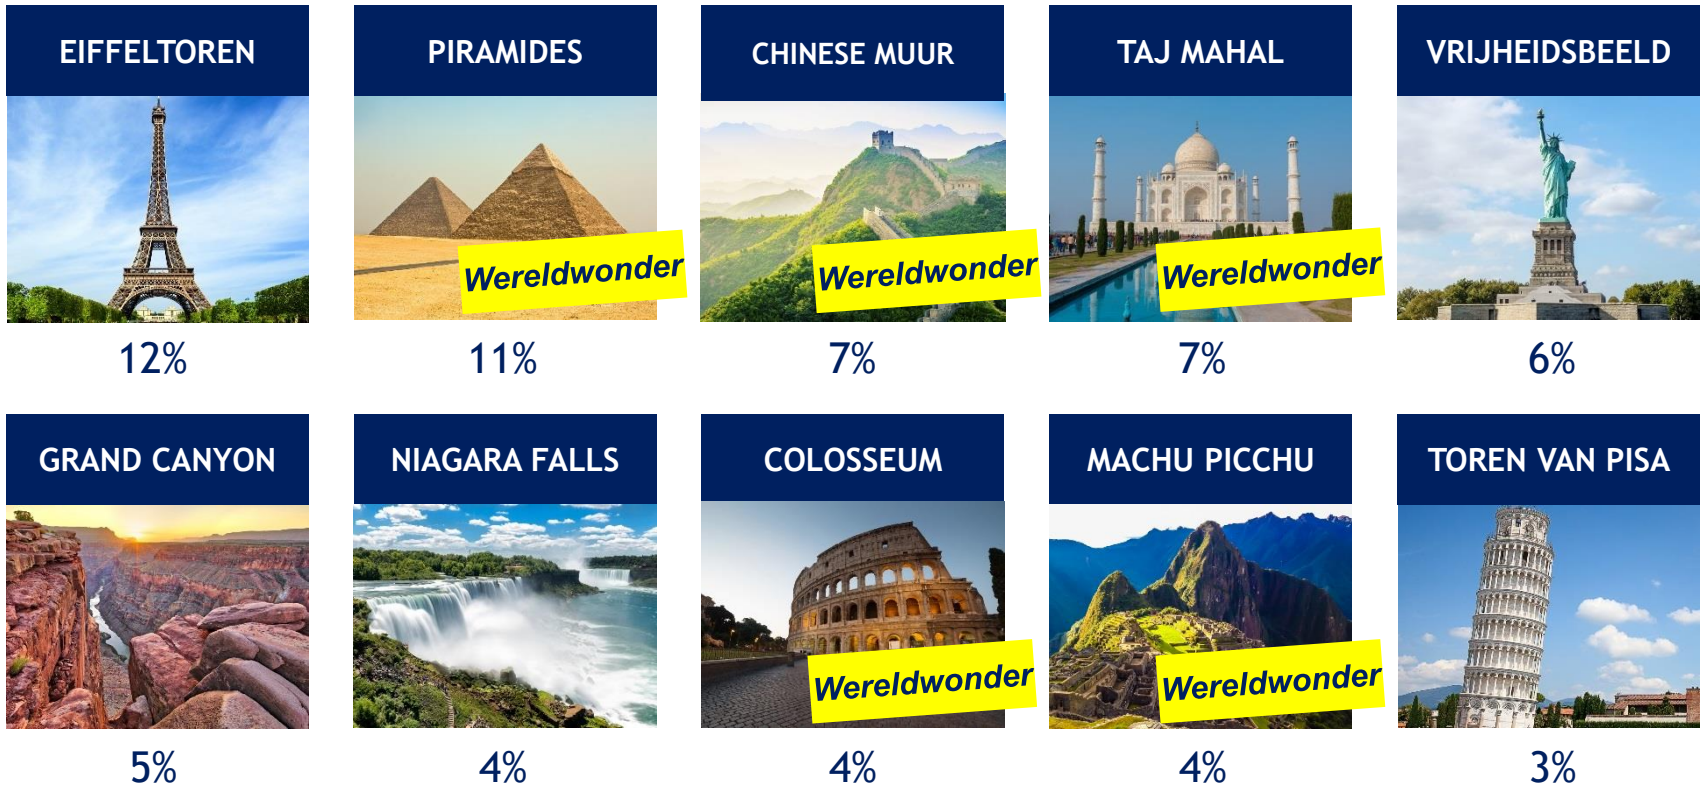 EIFFELTOREN
PIRAMIDES
CHINESE MUUR
TAJ MAHAL
VRIJHEIDSBEELD
Wereldwonder
Wereldwonder
Wereldwonder
12%
11%
7%
7%
6%
GRAND CANYON
NIAGARA FALLS
COLOSSEUM
MACHU PICCHU
TOREN VAN PISA
Wereldwonder
Wereldwonder
5%
4%
4%
4%
3%